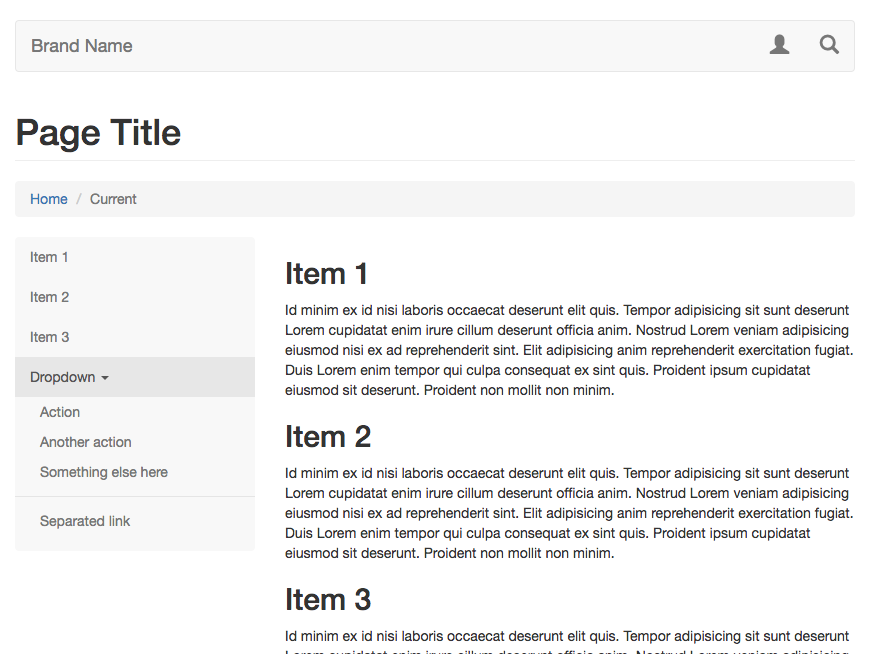 Brand Name
Page Title
Home / Current
Item 1
Item 2
Item 3
Dropdown
Action
Another action
Something else here
Separated link
Item 1
Id minim ex id nisi laboris occaecat deserunt elit quis. Tempor adipisicing sit sunt deserunt
Lorem cupidatat enim irure cillum deserunt officia anim. Nostrud Lorem veniam adipisicing
eiusmod nisi ex ad reprehenderit sint. Elit adipisicing anim reprehenderit exercitation fugiat.
Duis Lorem enim tempor qui culpa consequat ex sint quis. Proident ipsum cupidatat
eiusmod sit deserunt. Proident non mollit non minim.
Item 2
Id minim ex id nisi laboris occaecat deserunt elit quis. Tempor adipisicing sit sunt deserunt
Lorem cupidatat enim irure cillum deserunt officia anim. Nostrud Lorem veniam adipisicing
eiusmod nisi ex ad reprehenderit sint. Elit adipisicing anim reprehenderit exercitation fugiat.
Duis Lorem enim tempor qui culpa consequat ex sint quis. Proident ipsum cupidatat
eiusmod sit deserunt. Proident non mollit non minim.
Item 3
Id minim ex id nisi laboris occaecat deserunt elit quis. Tempor adipisicing sit sunt deserunt